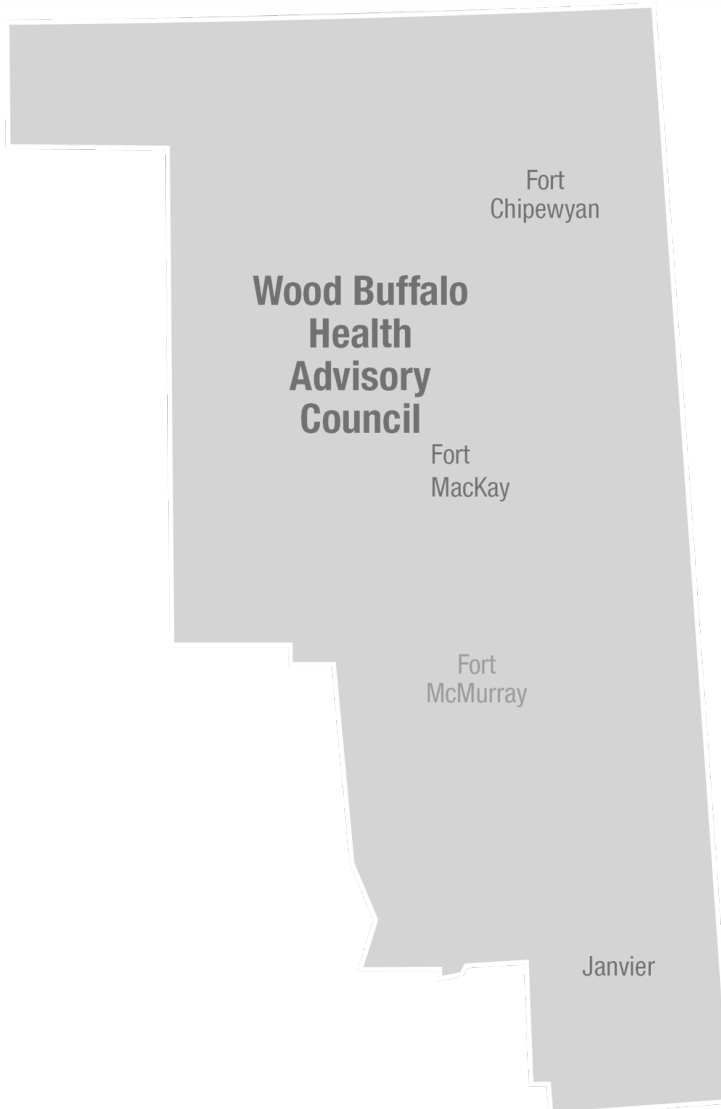 Fort
Chipewyan
Wood Buffalo
Health
Advisory
Council
Fort
MacKay
Fort
McMurray
Janvier